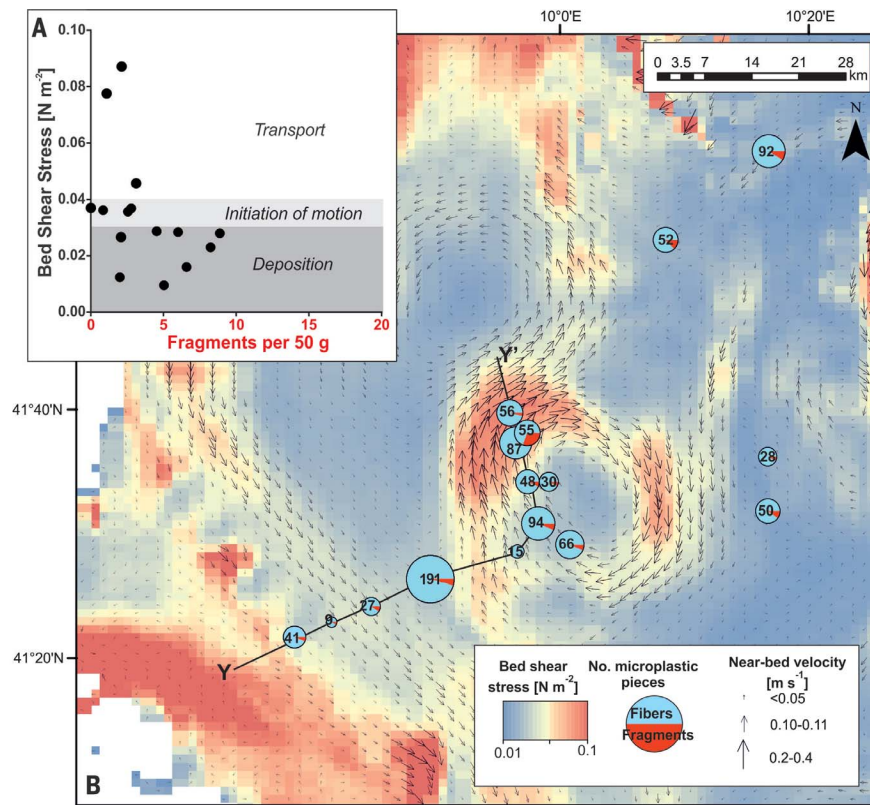 A
Bed Shear Stress [N m⁻²]
0.10
0.08
0.06
0.04
0.02
0.00
Transport
Initiation of motion
Deposition
0 5 10 15 20
Fragments per 50 g
10°0'E 10°20'E
0 3.5 7 14 21 28
km
N
92
52
Y'
41°40'
56
55
87
28
48
30
94
50
66
15
191
27
9
41
41°20'
Y
Bed shear
stress [N m⁻²]
0.01 0.1
No. microplastic
pieces
Fibers
Fragments
Near-bed velocity
[m s⁻¹]
<0.05
0.10-0.11
0.2-0.4
B